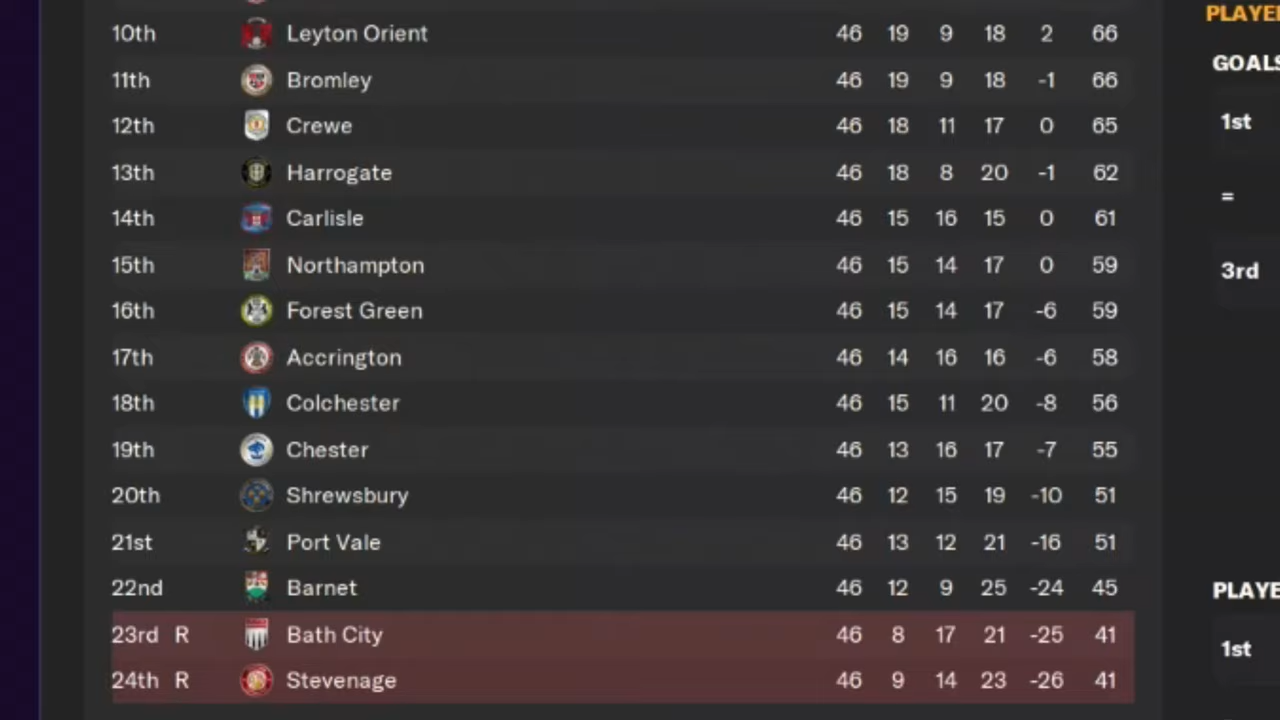 PLAYE
10th Leyton Orient 46 19 9 18 2 66
GOALS
11th Bromley 46 19 9 18 -1 66
12th Crewe 46 18 11 17 0 65
1st
13th Harrogate 46 18 8 20 -1 62
=
14th Carlisle 46 15 16 15 0 61
15th Northampton 46 15 14 17 0 59
3rd
16th Forest Green 46 15 14 17 -6 59
17th Accrington 46 14 16 16 -6 58
18th Colchester 46 15 11 20 -8 56
19th Chester 46 13 16 17 -7 55
20th Shrewsbury 46 12 15 19 -10 51
21st Port Vale 46 13 12 21 -16 51
22nd Barnet 46 12 9 25 -24 45
PLAYE
23rd R Bath City 46 8 17 21 -25 41
1st
24th R Stevenage 46 9 14 23 -26 41